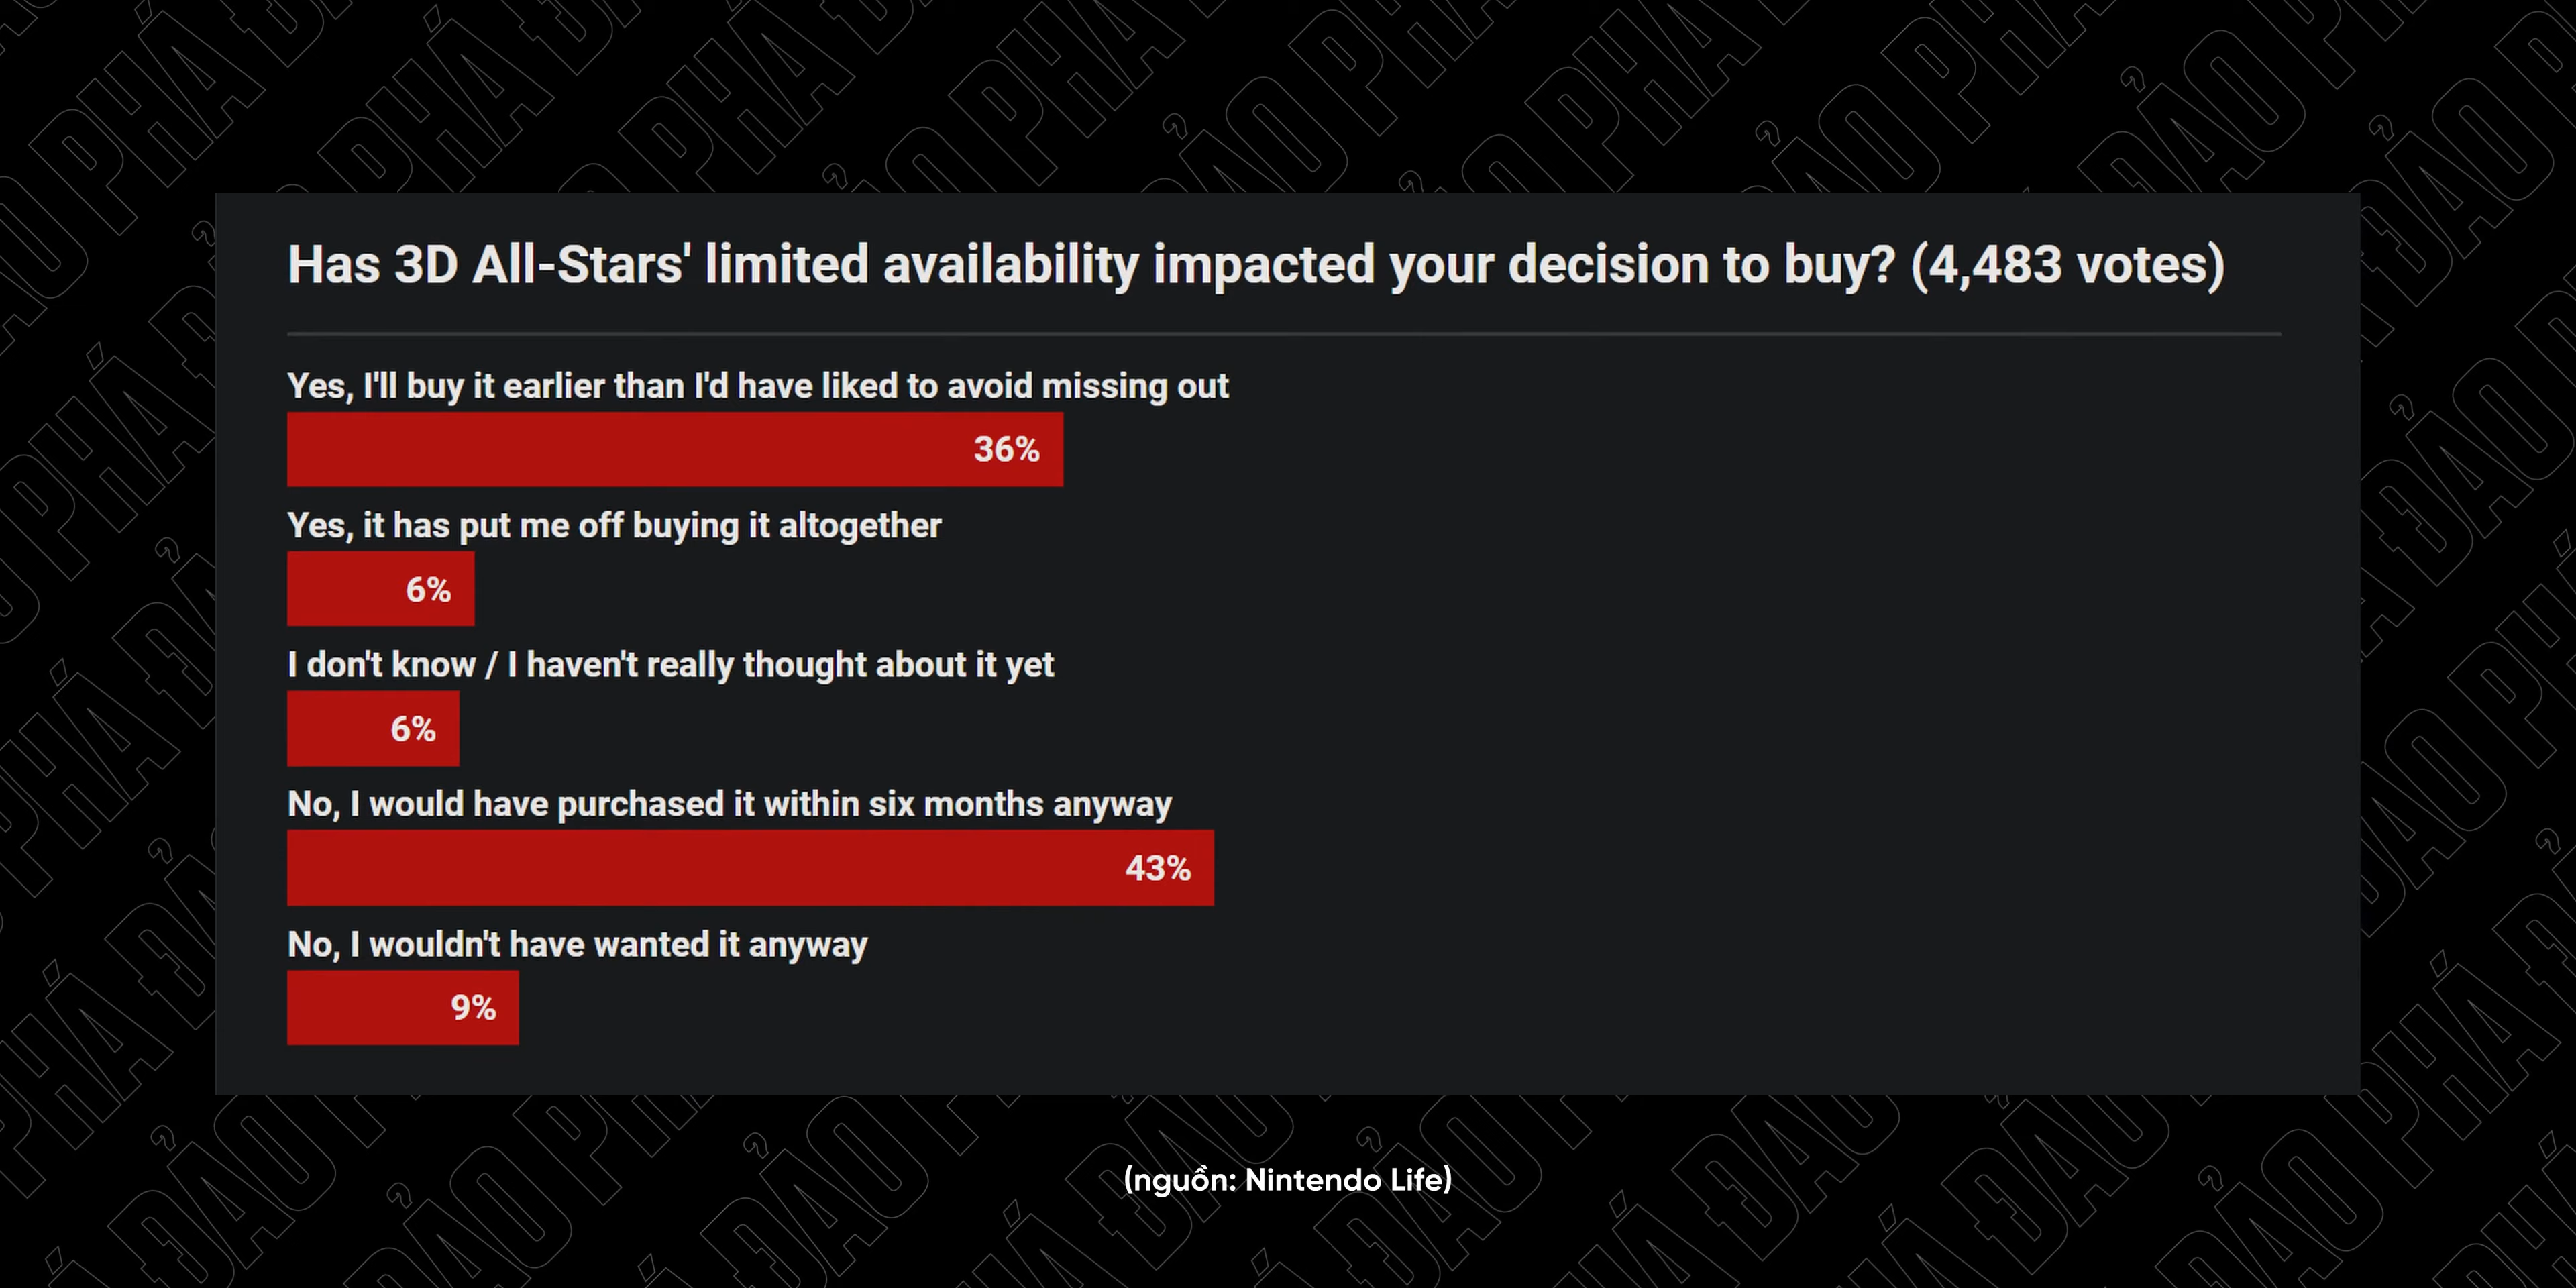 Has 3D All-Stars' limited availability impacted your decision to buy? (4,483 votes)
Yes, I'll buy it earlier than I'd have liked to avoid missing out
36%
Yes, it has put me off buying it altogether
6%
I don't know / I haven't really thought about it yet
6%
No, I would have purchased it within six months anyway
43%
No, I wouldn't have wanted it anyway
9%
(nguồn: Nintendo Life)